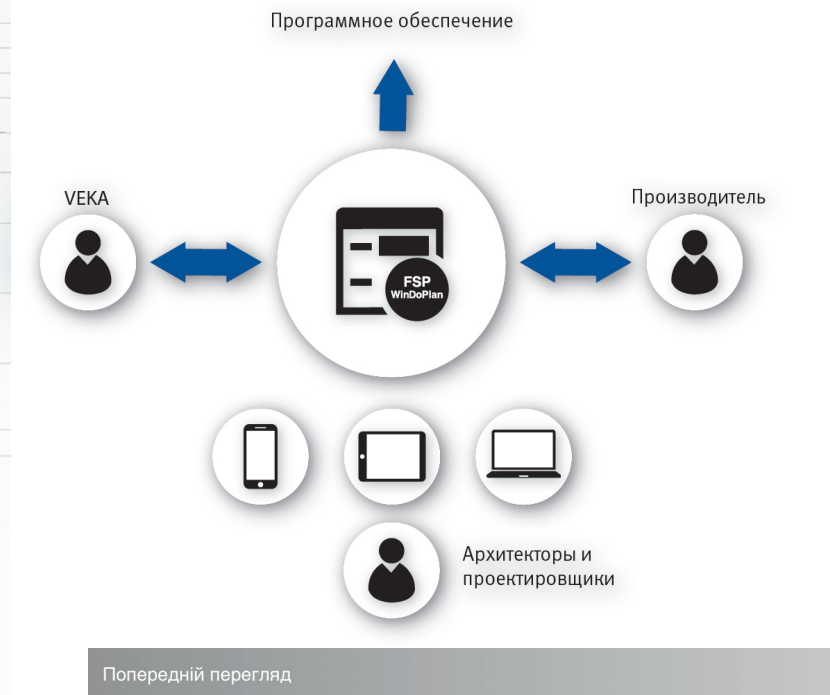 Программное обеспечение
VEKA
Производитель
FSP
WinDoPlan
Архитекторы и
проектировщики
Попередній перегляд